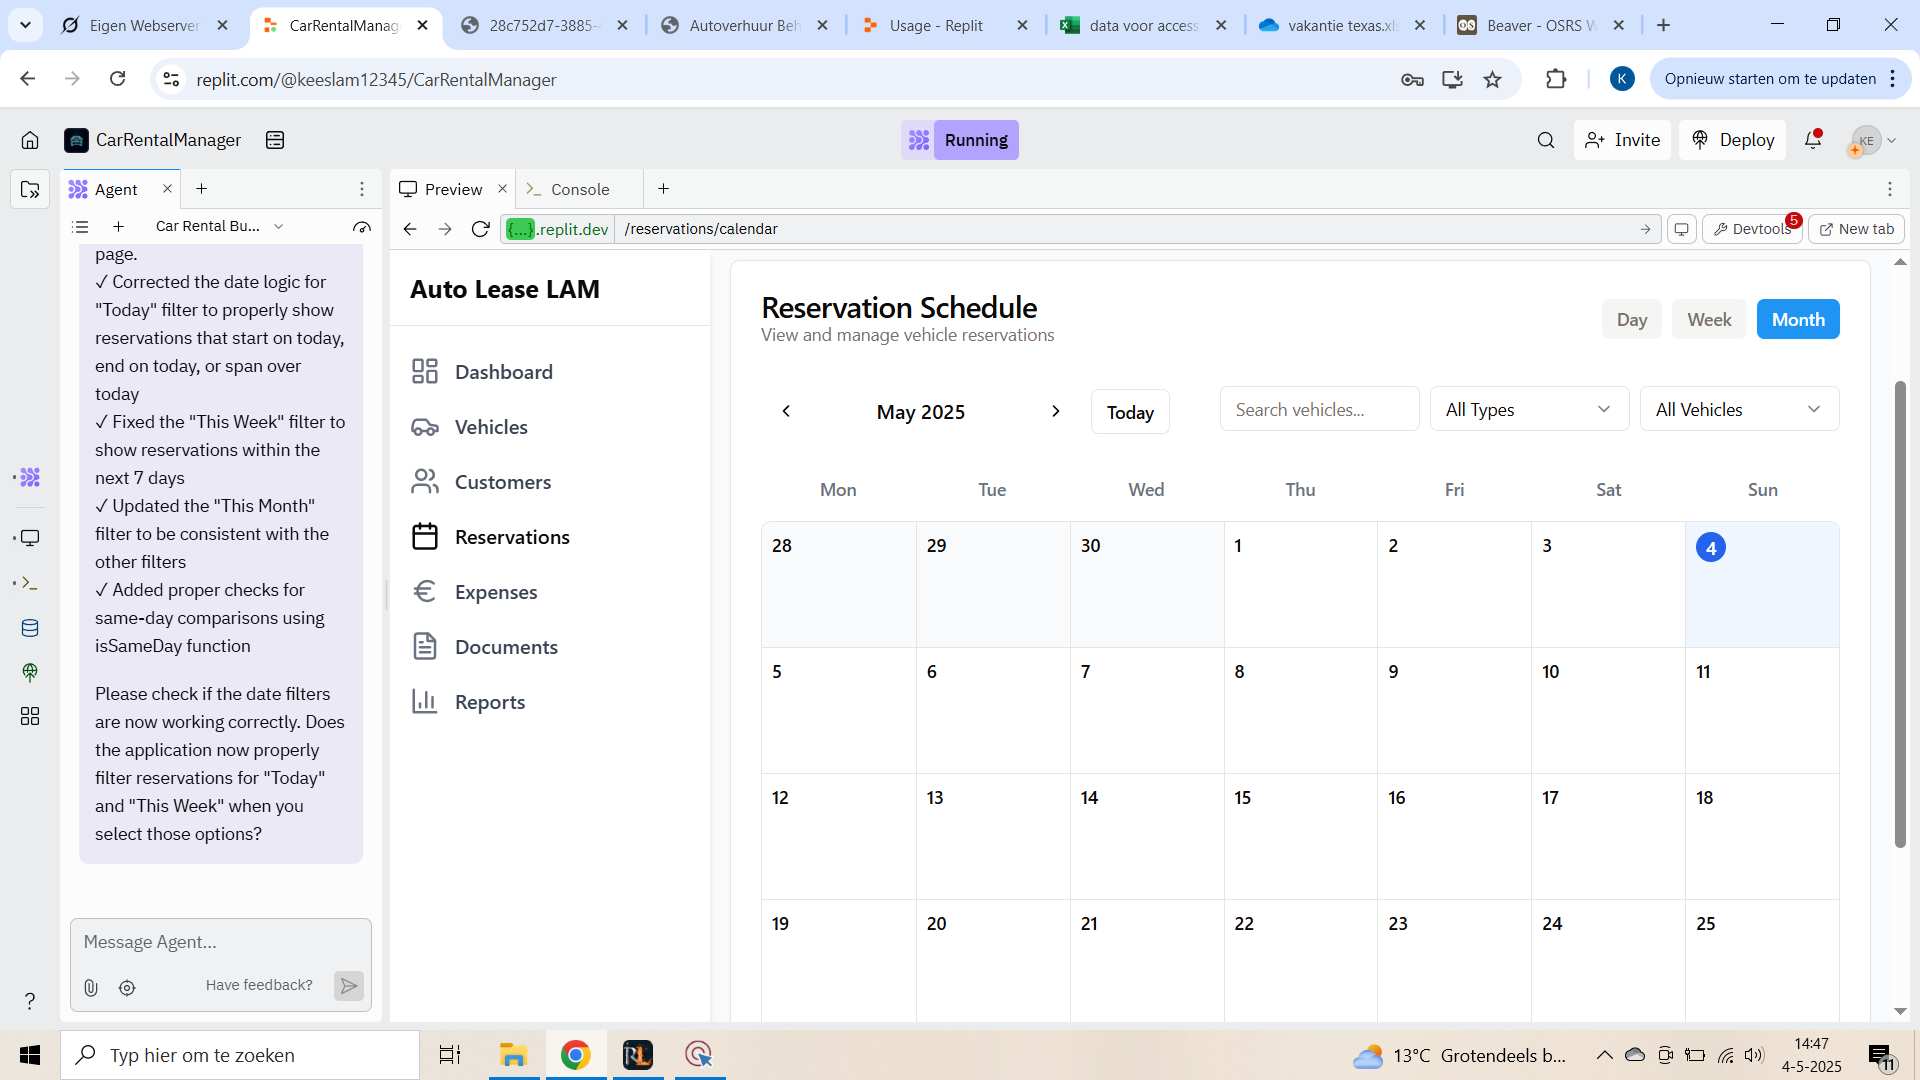 Eigen Webserver
CarRentalManag
28c752d7-3885-
Autoverhuur Beh
Usage - Replit
data voor access
vakantie texas.xls
Beaver - OSRS W
replit.com/@keeslam12345/CarRentalManager
K
Opnieuw starten om te updaten
CarRentalManager
Running
Invite
Deploy
KE
Agent
Preview
Console
Car Rental Bu...
{...}.replit.dev
/reservations/calendar
Devtools
5
New tab
page.
✓ Corrected the date logic for
"Today" filter to properly show
reservations that start on today,
end on today, or span over
today
✓ Fixed the "This Week" filter to
show reservations within the
next 7 days
✓ Updated the "This Month"
filter to be consistent with the
other filters
✓ Added proper checks for
same-day comparisons using
isSameDay function
Please check if the date filters
are now working correctly. Does
the application now properly
filter reservations for "Today"
and "This Week" when you
select those options?
Message Agent...
Have feedback?
Auto Lease LAM
Dashboard
Vehicles
Customers
Reservations
Expenses
Documents
Reports
Reservation Schedule
View and manage vehicle reservations
Day
Week
Month
May 2025
Today
Search vehicles...
All Types
All Vehicles
Mon Tue Wed Thu Fri Sat Sun
28 29 30 1 2 3 4
5 6 7 8 9 10 11
12 13 14 15 16 17 18
19 20 21 22 23 24 25
?
Typ hier om te zoeken
RL
13°C Grotendeels b...
14:47
4-5-2025
11